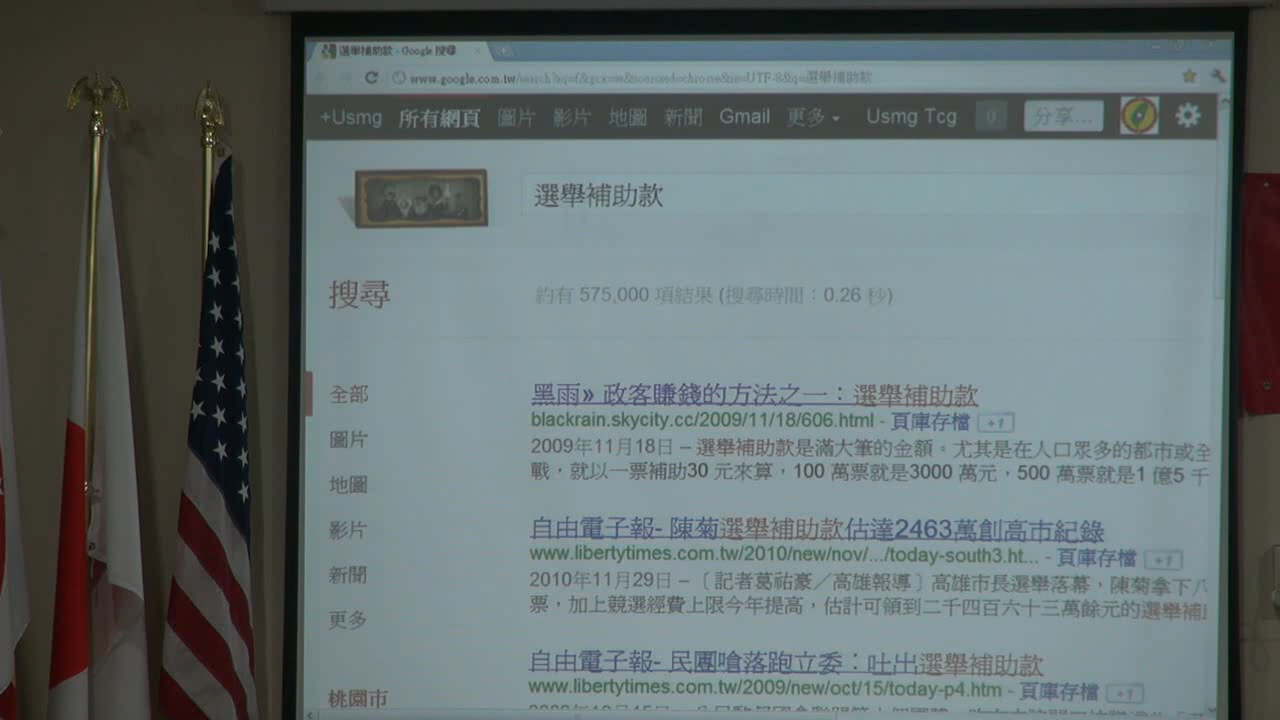 選舉補助款 - Google 搜尋
www.google.com.tw/search?
+Usmg 所有網頁 圖片 影片 地圖 新聞 Gmail 更多 Usmg Tcg 0 分享...
選舉補助款
搜尋
約有 575,000 項結果 (搜尋時間：0.26 秒)
全部
圖片
地圖
影片
新聞
更多
桃園市
黑雨» 政客賺錢的方法之一：選舉補助款
blackrain.skycity.cc/2009/11/18/606.html - 頁庫存檔 +1
2009年11月18日 – 選舉補助款是滿大筆的金額。尤其是在人口眾多的都市或全
戰，就以一票補助30 元來算，100 萬票就是3000 萬元，500 萬票就是1 億5 千
自由電子報- 陳菊選舉補助款估達2463萬創高市紀錄
www.libertytimes.com.tw/2010/new/nov/.../today-south3.ht... - 頁庫存檔 +1
2010年11月29日 –〔記者葛祐豪／高雄報導〕高雄市長選舉落幕，陳菊拿下八
票，加上競選經費上限今年提高，估計可領到二千四百六十三萬餘元的選舉補
自由電子報- 民團嗆落跑立委：吐出選舉補助款
www.libertytimes.com.tw/2009/new/oct/15/today-p4.htm - 頁庫存檔 +1